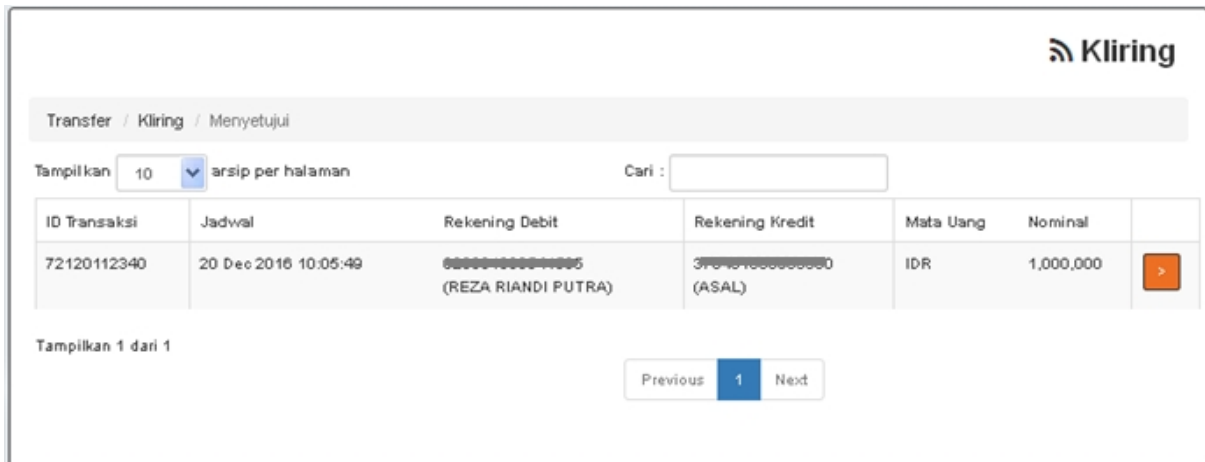 Kliring
Transfer / Kliring / Menyetujui
Tampilkan 10 arsip per halaman Cari :
ID Transaksi Jadwal Rekening Debit Rekening Kredit Mata Uang Nominal
72120112340 20 Dec 2016 10:05:49 IDR 1,000,000 >
(REZA RIANDI PUTRA) (ASAL)
Tampilkan 1 dari 1
Previous 1 Next